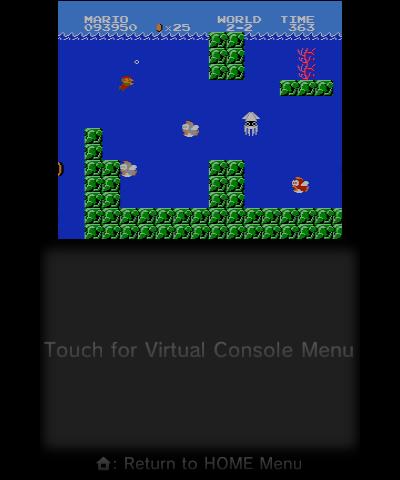 MARIO WORLD TIME
093950 ×25 2-2 363
Touch for Virtual Console Menu
: Return to HOME Menu